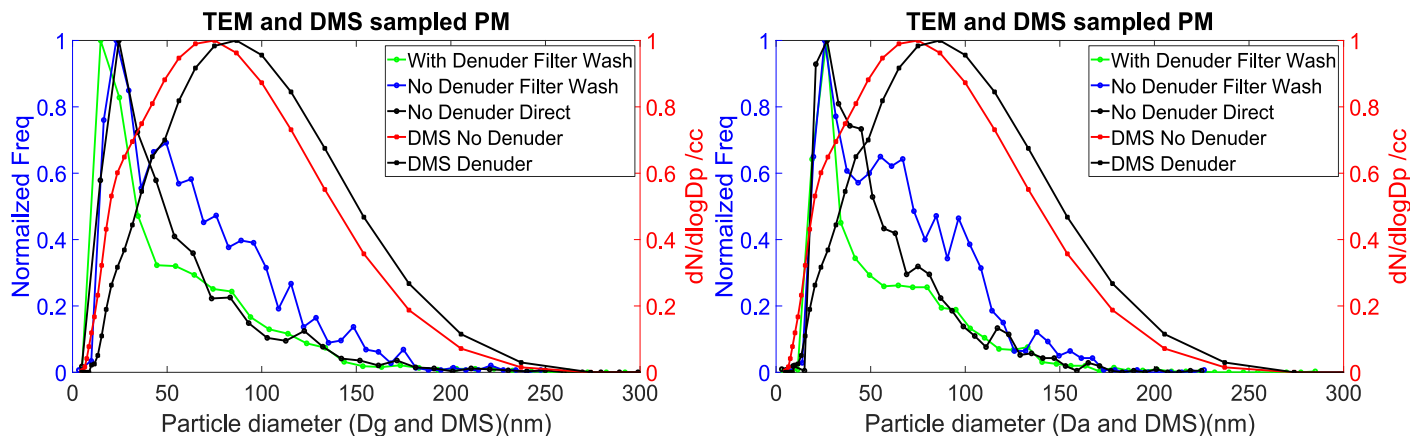 TEM and DMS sampled PM
1
0.8
0.6
0.4
0.2
0
Normailzed Freq
With Denuder Filter Wash
No Denuder Filter Wash
No Denuder Direct
DMS No Denuder
DMS Denuder
1
0.8
0.6
0.4
0.2
0
dN/dlogDp /cc
0 50 100 150 200 250 300
Particle diameter (Dg and DMS)(nm)
TEM and DMS sampled PM
1
0.8
0.6
0.4
0.2
0
Normailzed Freq
With Denuder Filter Wash
No Denuder Filter Wash
No Denuder Direct
DMS No Denuder
DMS Denuder
1
0.8
0.6
0.4
0.2
0
dN/dlogDp /cc
0 50 100 150 200 250 300
Particle diameter (Da and DMS)(nm)